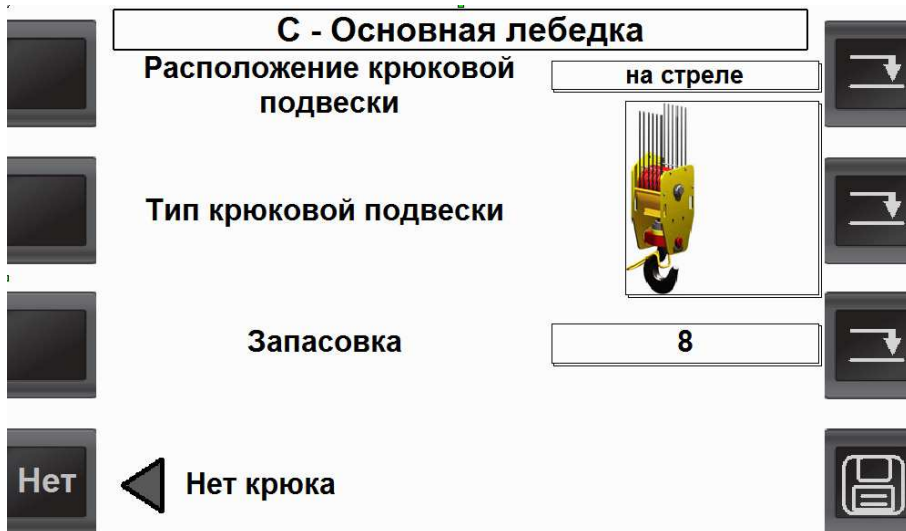 С - Основная лебедка
Расположение крюковой
подвески
на стреле
Тип крюковой подвески
Запасовка
8
Нет
Нет крюка